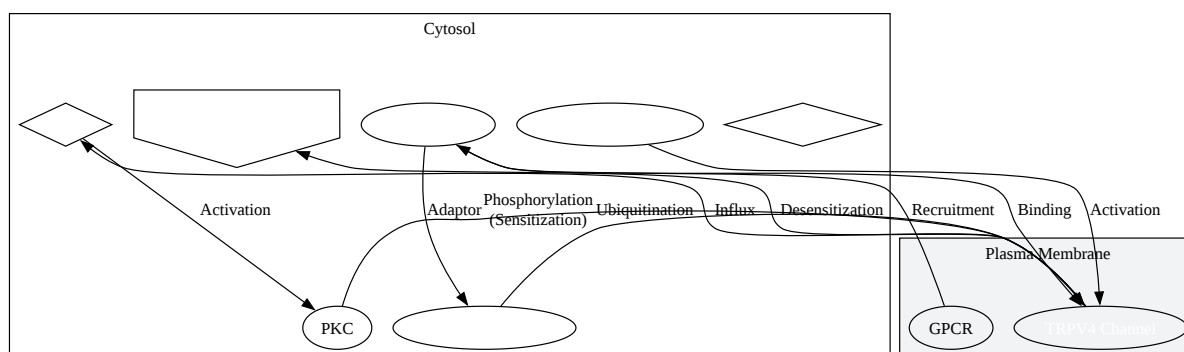 Cytosol
Activation
Adaptor
Phosphorylation
(Sensitization)
Ubiquitination
Influx
Desensitization
Recruitment
Binding
Activation
Plasma Membrane
PKC
GPCR
TRPV4 Channel